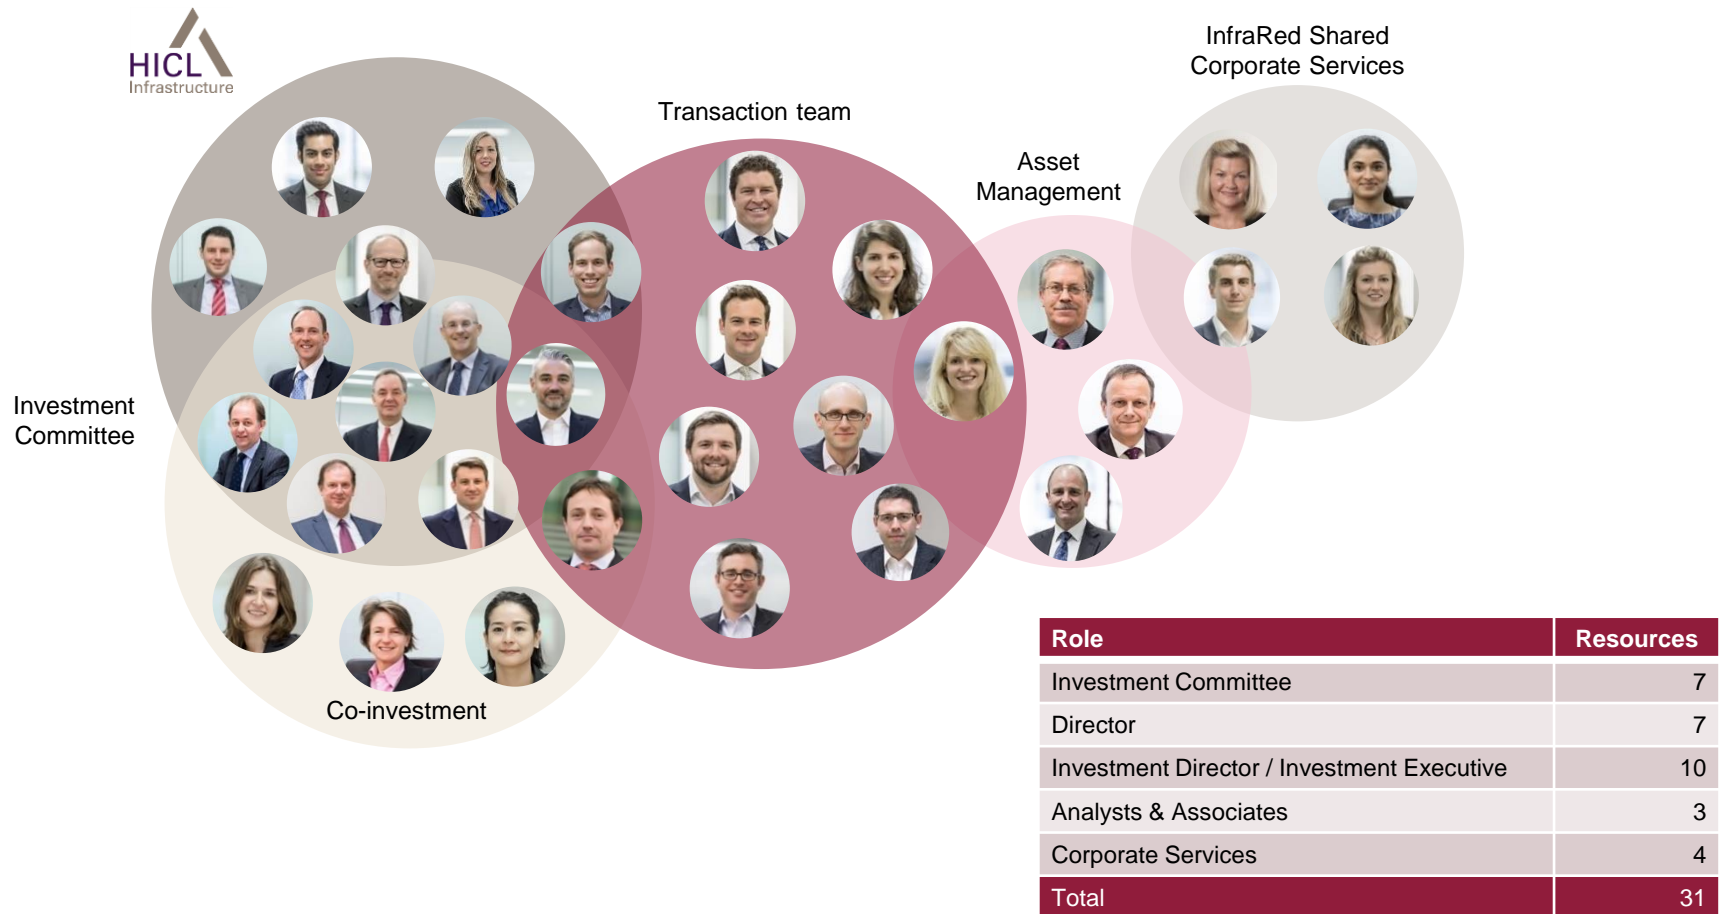 HICL
Infrastructure
InfraRed Shared
Corporate Services
Transaction team
Asset
Management
Investment
Committee
Co-investment
Role Resources
Investment Committee 7
Director 7
Investment Director / Investment Executive 10
Analysts & Associates 3
Corporate Services 4
Total 31